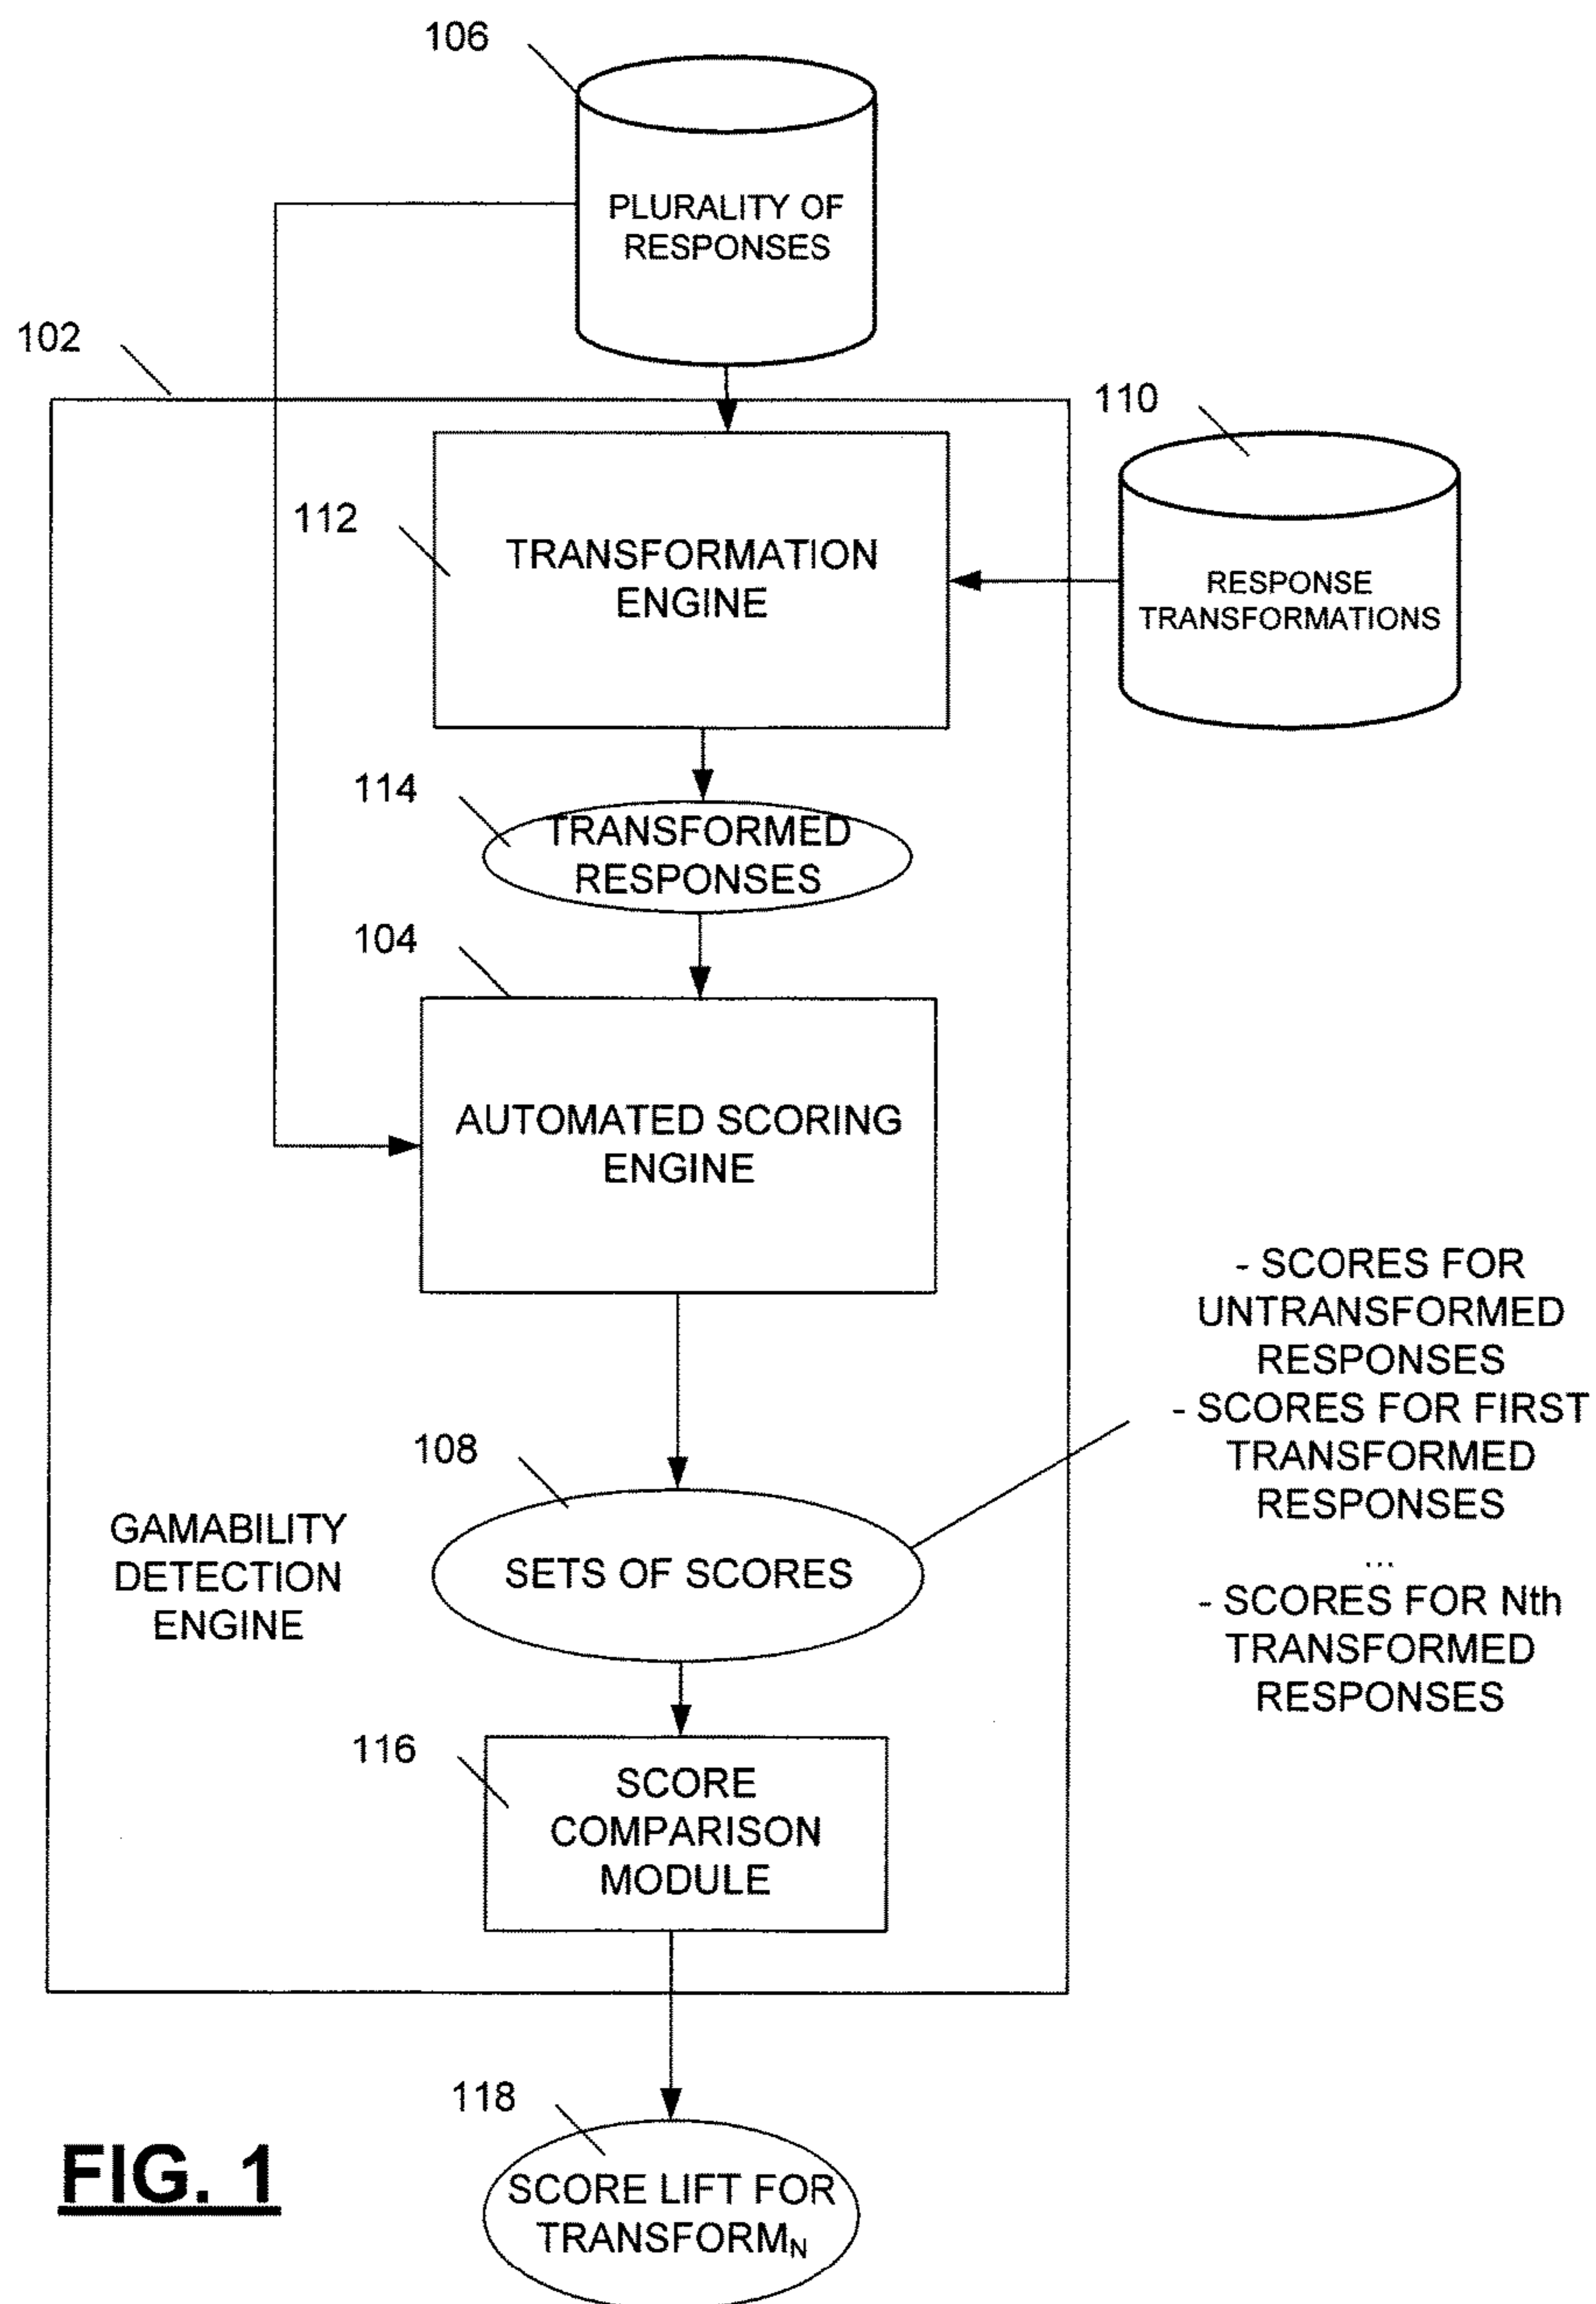 106
PLURALITY OF
RESPONSES
102
110
112
TRANSFORMATION
ENGINE
RESPONSE
TRANSFORMATIONS
114
TRANSFORMED
RESPONSES
104
AUTOMATED SCORING
ENGINE
- SCORES FOR
UNTRANSFORMED
RESPONSES
- SCORES FOR FIRST
TRANSFORMED
RESPONSES
...
- SCORES FOR Nth
TRANSFORMED
RESPONSES
108
SETS OF SCORES
GAMABILITY
DETECTION
ENGINE
116
SCORE
COMPARISON
MODULE
118
SCORE LIFT FOR
TRANSFORMN
FIG. 1